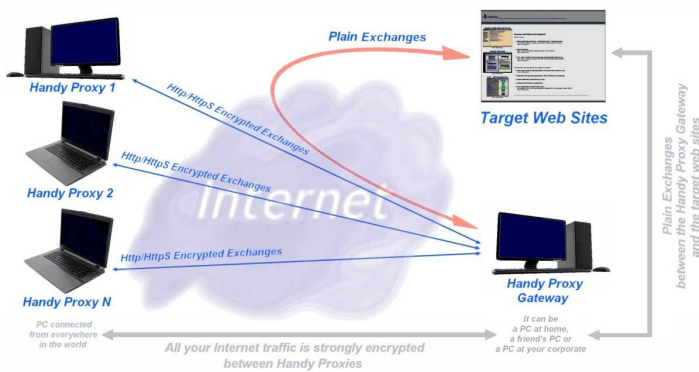 Plain Exchanges
Handy Proxy 1
Target Web Sites
Http/HttpS Encrypted Exchanges
Http/HttpS Encrypted Exchanges
Handy Proxy 2
Internet
Http/HttpS Encrypted Exchanges
Handy Proxy N
Handy Proxy
Gateway
Plain Exchanges
between the Handy Proxy Gateway
and the target web sites
PC connected
from everywhere
in the world
It can be
a PC at home,
a friend's PC or
a PC at your corporate
All your Internet traffic is strongly encrypted
between Handy Proxies